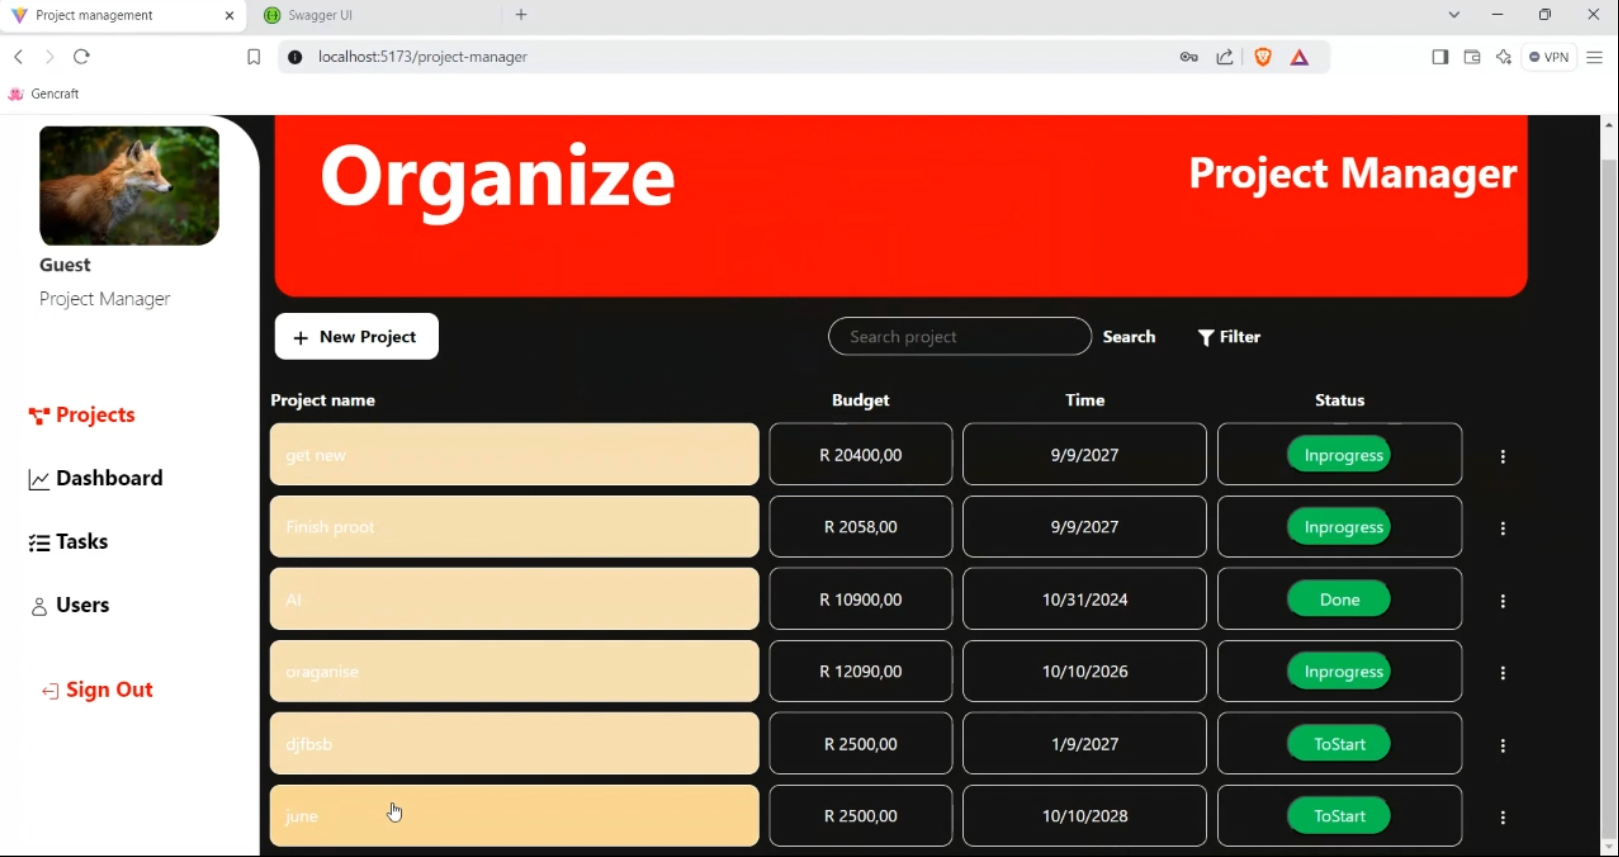 Project management
Swagger UI
localhost:5173/project-manager
VPN
Gencraft
Organize
Project Manager
Guest
Project Manager
New Project
Search project
Search
Filter
Projects
Dashboard
Tasks
Users
Sign Out
Project name Budget Time Status
get new R 20400,00 9/9/2027 Inprogress
Finish proot R 2058,00 9/9/2027 Inprogress
AI R 10900,00 10/31/2024 Done
oraganise R 12090,00 10/10/2026 Inprogress
djfbsb R 2500,00 1/9/2027 ToStart
june R 2500,00 10/10/2028 ToStart